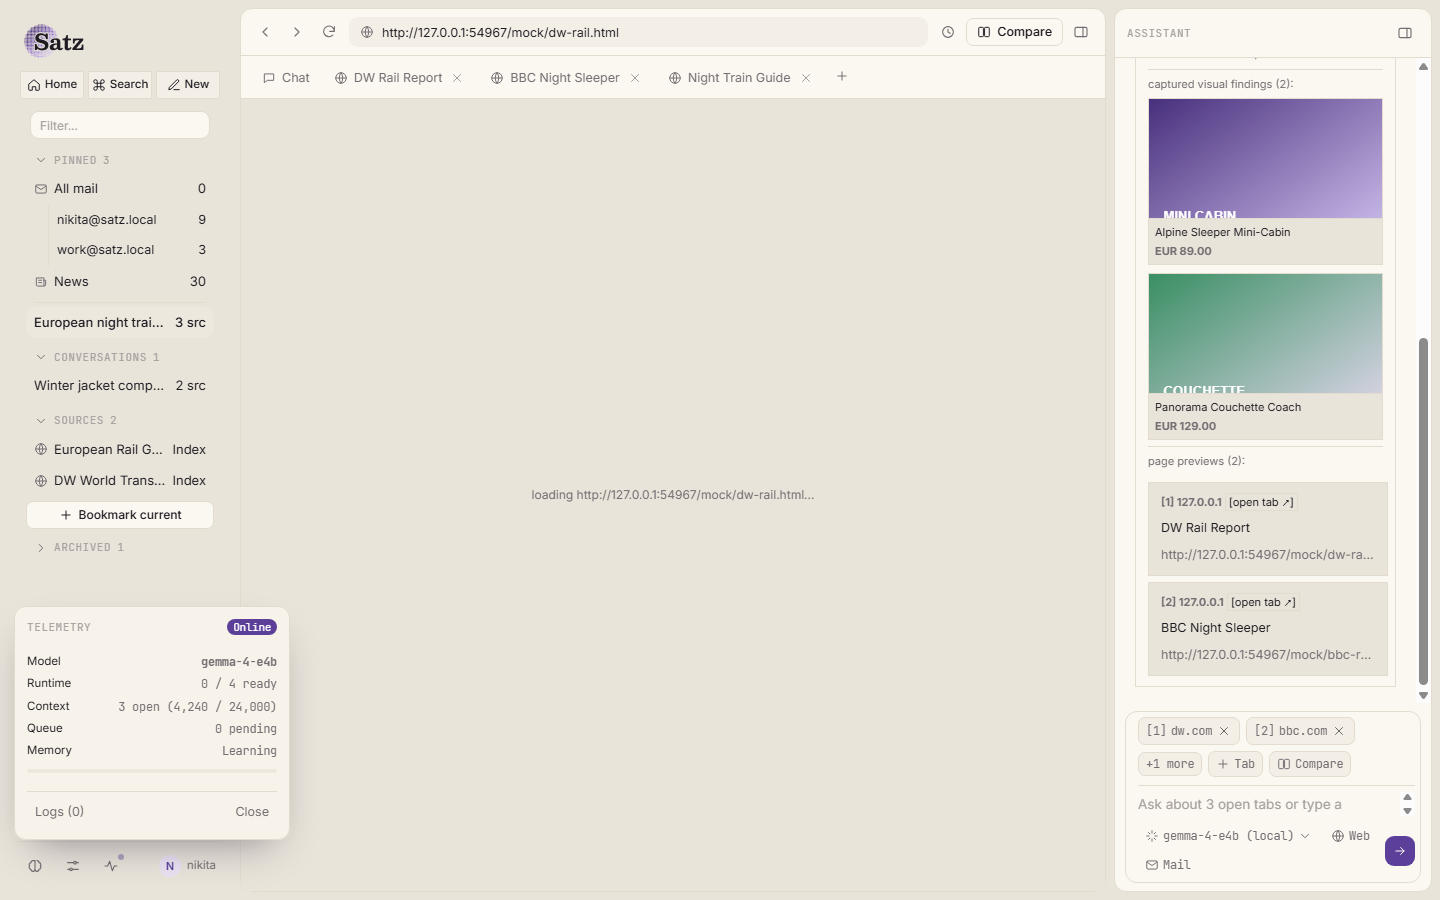 Satz
Home
Search
New
Filter...
PINNED 3
All mail 0
nikita@satz.local 9
work@satz.local 3
News 30
European night trai... 3 src
CONVERSATIONS 1
Winter jacket comp... 2 src
SOURCES 2
European Rail G... Index
DW World Trans... Index
Bookmark current
ARCHIVED 1
TELEMETRY Online
Model gemma-4-e4b
Runtime 0 / 4 ready
Context 3 open (4,240 / 24,000)
Queue 0 pending
Memory Learning
Logs (0) Close
N nikita
http://127.0.0.1:54967/mock/dw-rail.html
Compare
Chat
DW Rail Report
BBC Night Sleeper
Night Train Guide
loading http://127.0.0.1:54967/mock/dw-rail.html...
ASSISTANT
captured visual findings (2):
MINI CABIN
Alpine Sleeper Mini-Cabin
EUR 89.00
COUCHETTE
Panorama Couchette Coach
EUR 129.00
page previews (2):
[1] 127.0.0.1 [open tab ↗]
DW Rail Report
http://127.0.0.1:54967/mock/dw-ra...
[2] 127.0.0.1 [open tab ↗]
BBC Night Sleeper
http://127.0.0.1:54967/mock/bbc-r...
[1] dw.com
[2] bbc.com
+1 more
Tab
Compare
Ask about 3 open tabs or type a
gemma-4-e4b (local)
Web
Mail